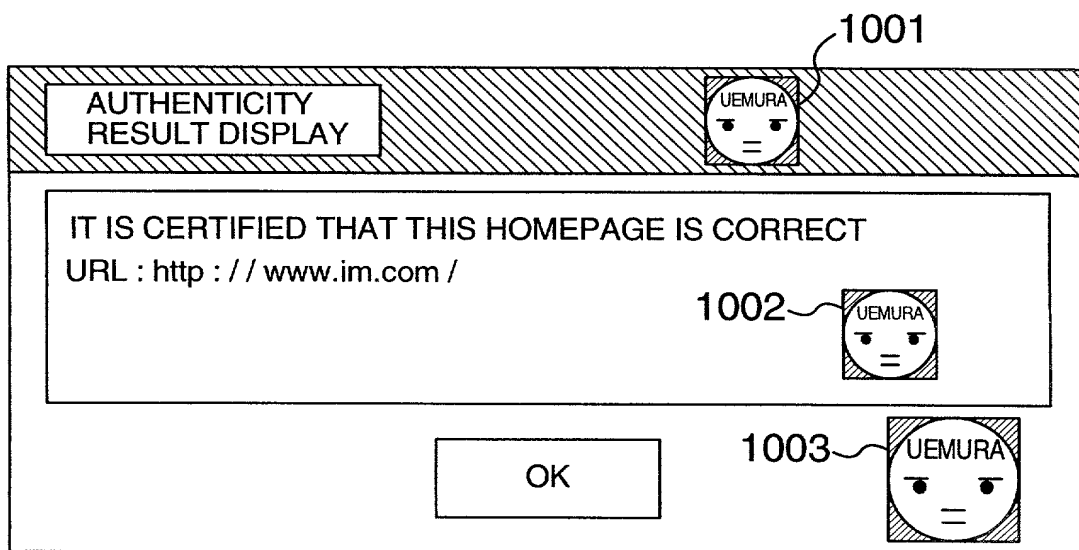 1001
UEMURA
AUTHENTICITY
RESULT DISPLAY
IT IS CERTIFIED THAT THIS HOMEPAGE IS CORRECT
URL : http : / / www.im.com /
1002
UEMURA
1003
UEMURA
OK